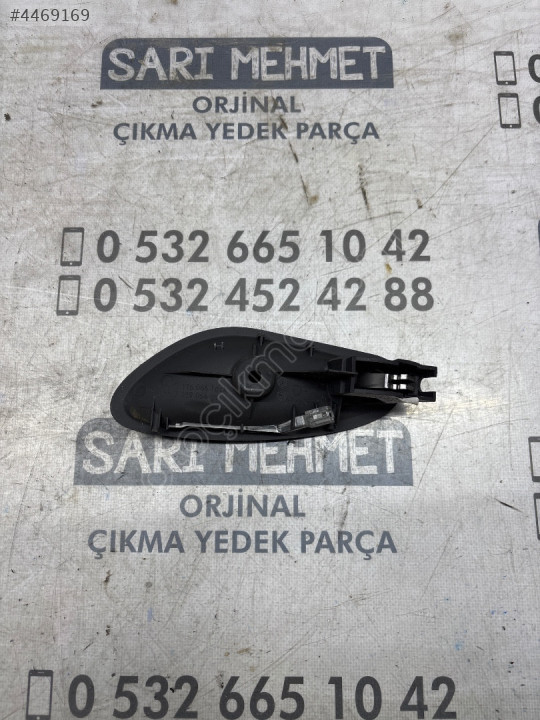 #4469169
SARI MEHMET
ORJİNAL
ÇIKMA YEDEK PARÇA
0 532 665 10 42
0 532 452 42 88
SARI MEHMET
ORJİNAL
ÇIKMA YEDEK PARÇA
0 532 665 10 42